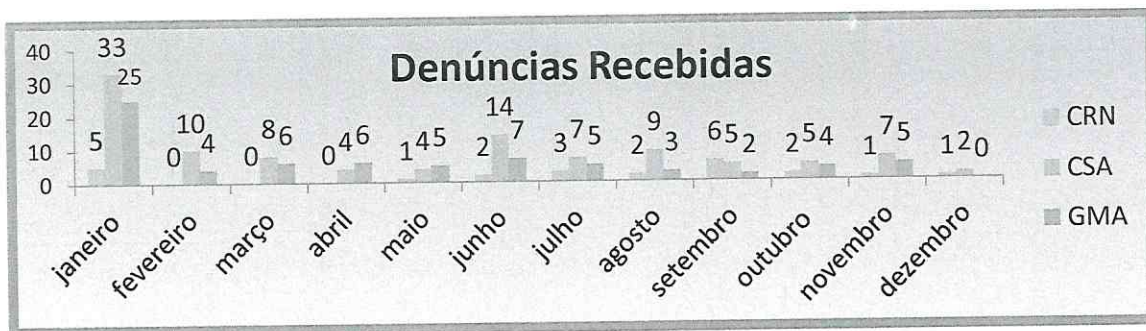 Denúncias Recebidas
40
30
20
10
0
5 33 25
0 10 4
0 8 6
0 4 6
1 4 5
2 14 7
3 7 5
2 9 3
6 5 2
2 5 4
1 7 5
1 2 0
janeiro
fevereiro
março
abril
maio
junho
julho
agosto
setembro
outubro
novembro
dezembro
CRN
CSA
GMA